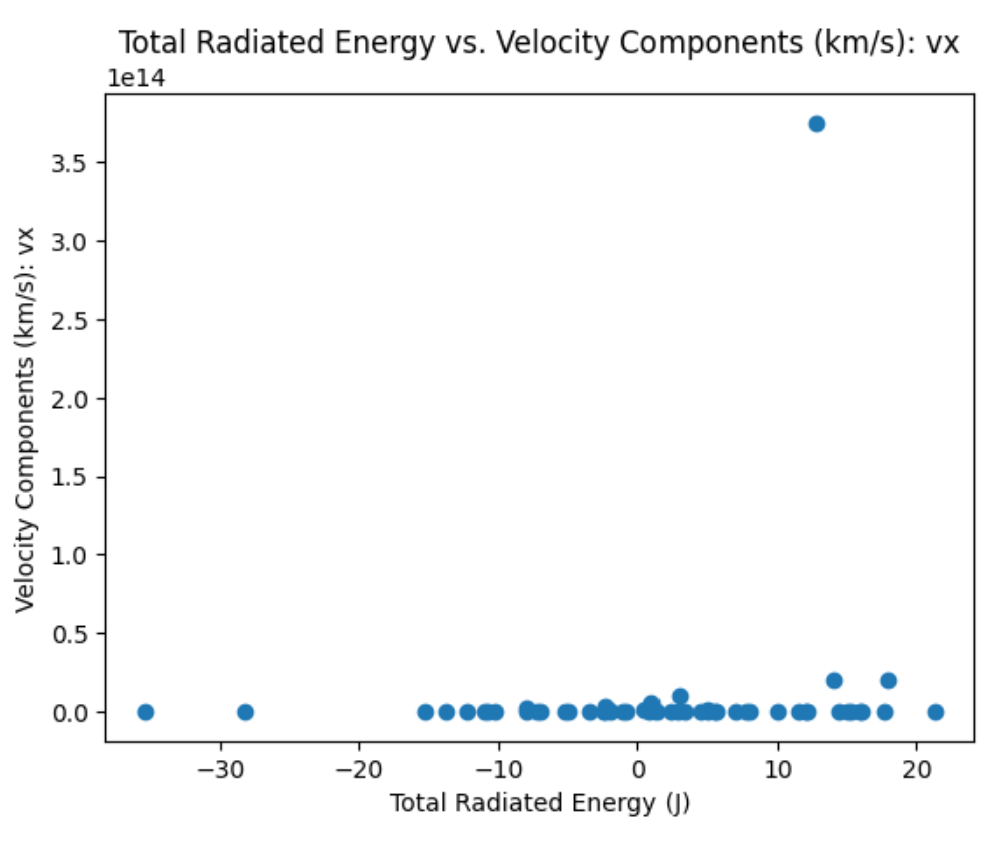 Total Radiated Energy vs. Velocity Components (km/s): vx
1e14
3.5
3.0
2.5
2.0
1.5
1.0
0.5
0.0
Velocity Components (km/s): vx
−30 −20 −10 0 10 20
Total Radiated Energy (J)